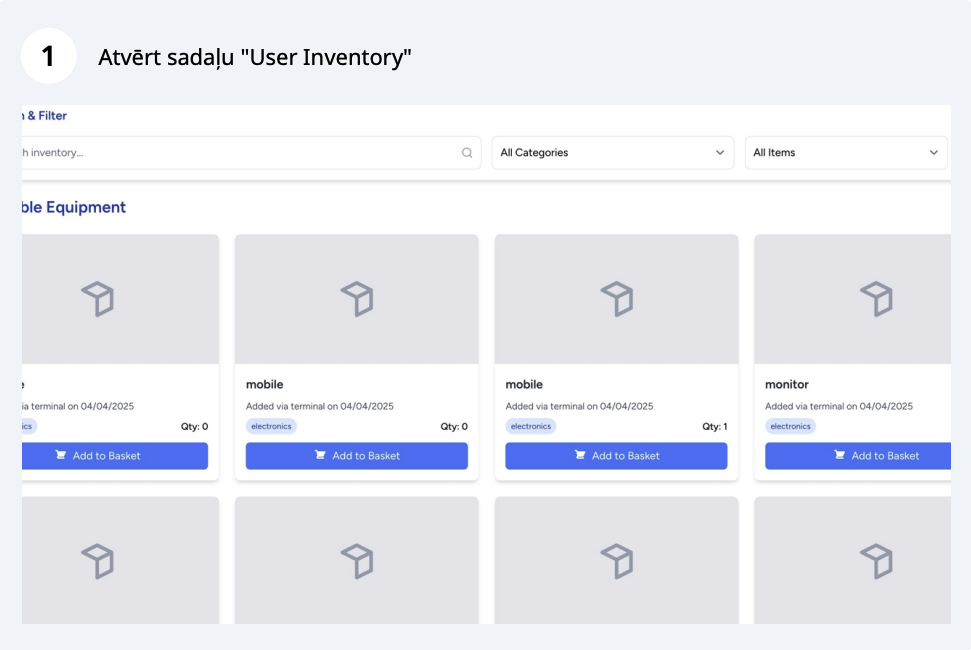 1 Atvērt sadaļu "User Inventory"
& Filter
inventory...
All Categories
All Items
Equipment
mobile
mobile
monitor
via terminal on 04/04/2025
Added via terminal on 04/04/2025
Added via terminal on 04/04/2025
Added via terminal on 04/04/2025
Qty: 0
electronics
Qty: 0
electronics
Qty: 1
electronics
Add to Basket
Add to Basket
Add to Basket
Add to Basket